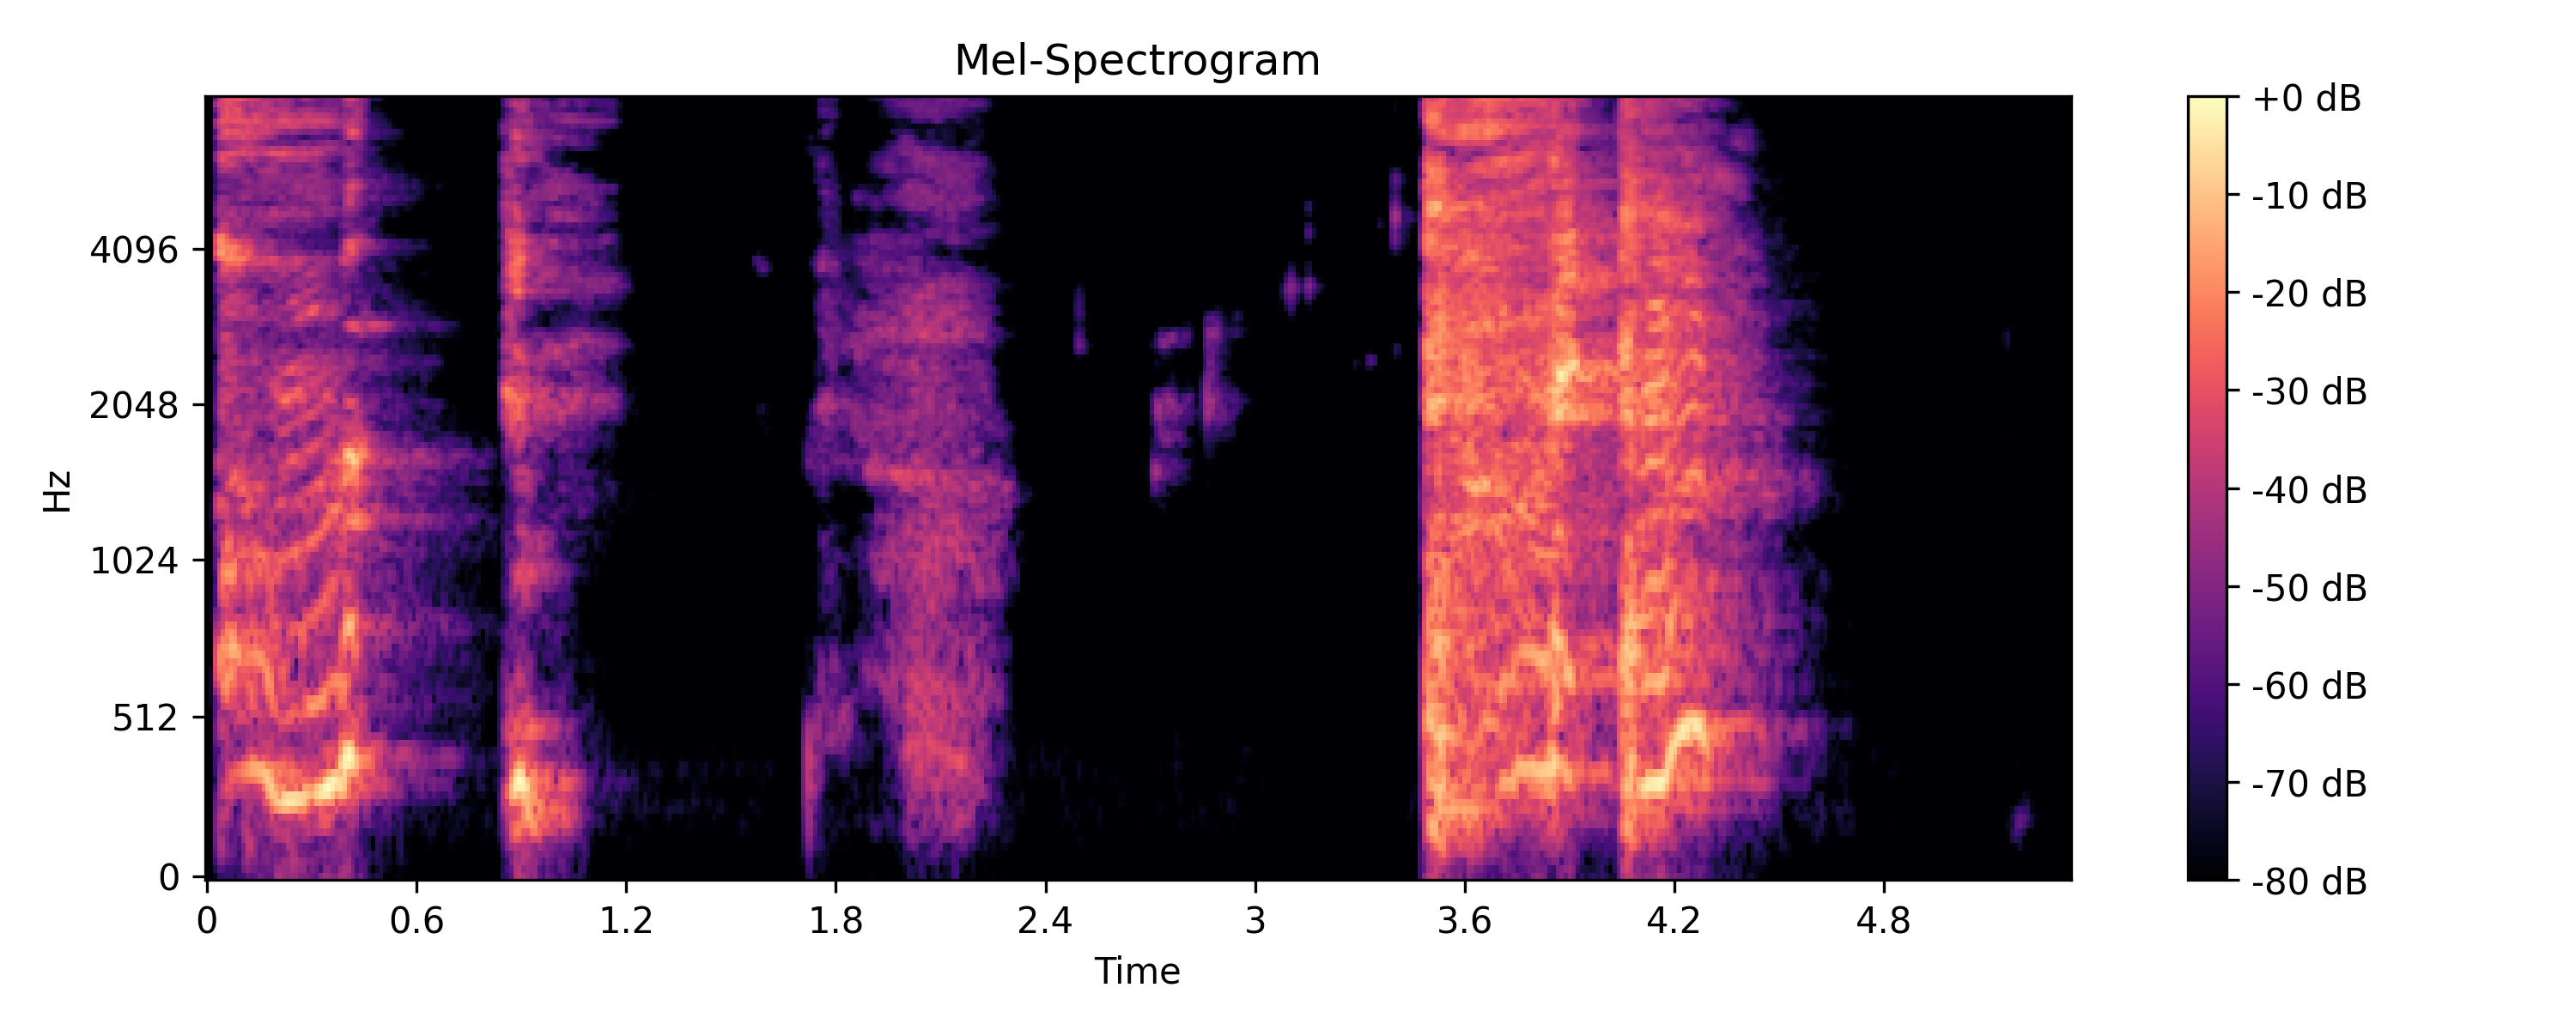 Mel-Spectrogram
+0 dB
-10 dB
-20 dB
-30 dB
-40 dB
-50 dB
-60 dB
-70 dB
-80 dB
Hz
4096
2048
1024
512
0
0 0.6 1.2 1.8 2.4 3 3.6 4.2 4.8
Time